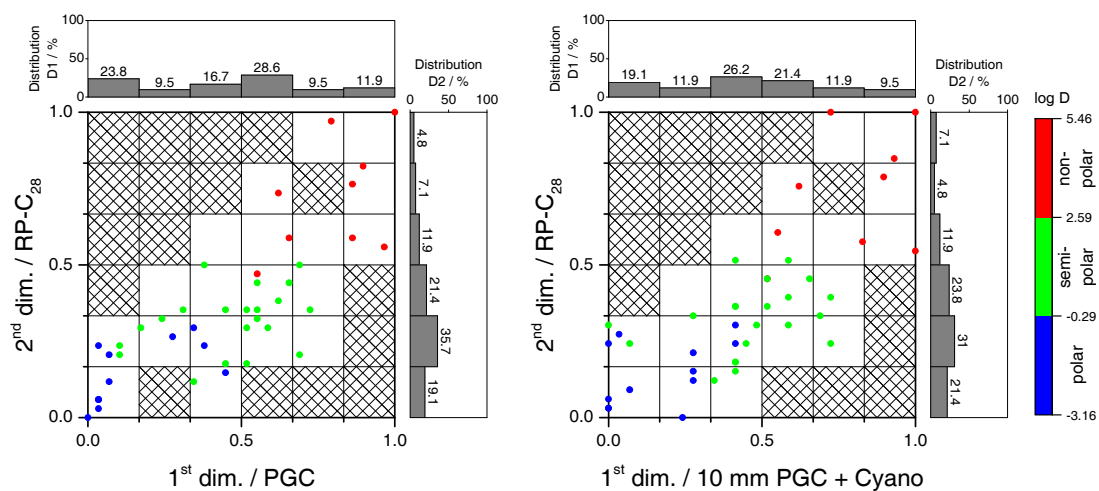 Distribution
D1 / %
100
50
0
23.8
9.5
16.7
28.6
9.5
11.9
Distribution
D2 / %
0
50
100
4.8
7.1
11.9
21.4
35.7
19.1
2nd dim. / RP-C28
1.0
0.5
0.0
0.0
0.5
1.0
1st dim. / PGC
Distribution
D1 / %
100
50
0
19.1
11.9
26.2
21.4
11.9
9.5
Distribution
D2 / %
0
50
100
7.1
4.8
11.9
23.8
31
21.4
2nd dim. / RP-C28
1.0
0.5
0.0
0.0
0.5
1.0
1st dim. / 10 mm PGC + Cyano
log D
5.46
2.59
-0.29
-3.16
non-
polar
semi-
polar
polar